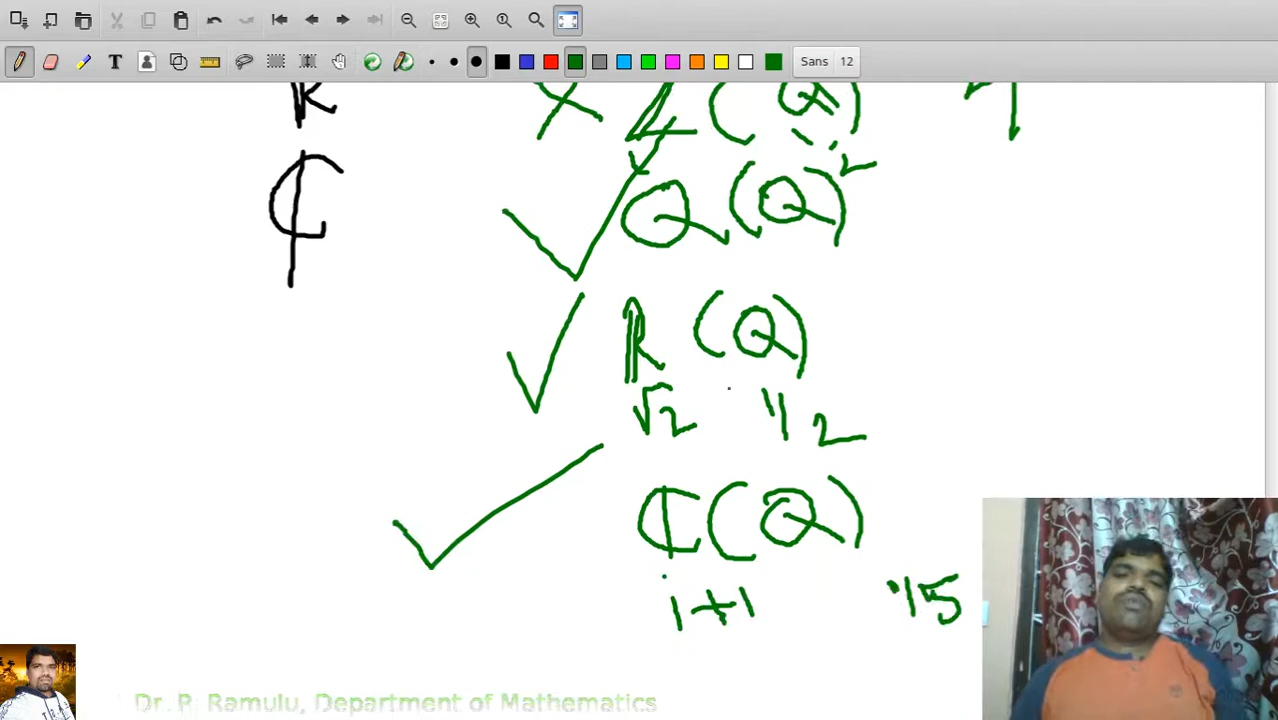 T
Sans 12
R
X Z (Q)
ℂ
Q (Q)
R (Q)
√2 1/2
ℂ (Q)
i+1 1/5
Dr. P. Ramulu, Department of Mathematics